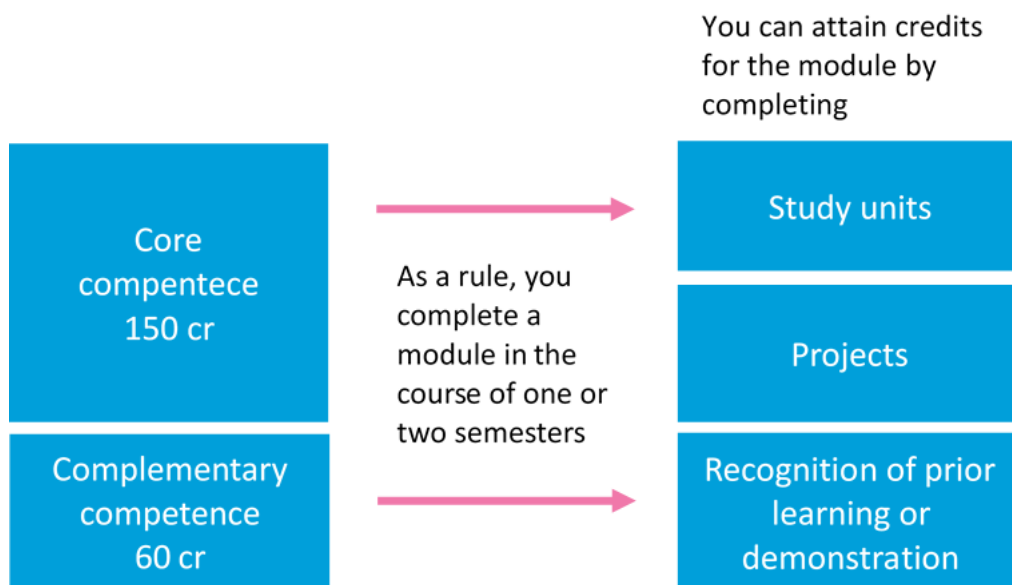 Core
compentece
150 cr
Complementary
competence
60 cr
As a rule, you
complete a
module in the
course of one or
two semesters
You can attain credits
for the module by
completing
Study units
Projects
Recognition of prior
learning or
demonstration